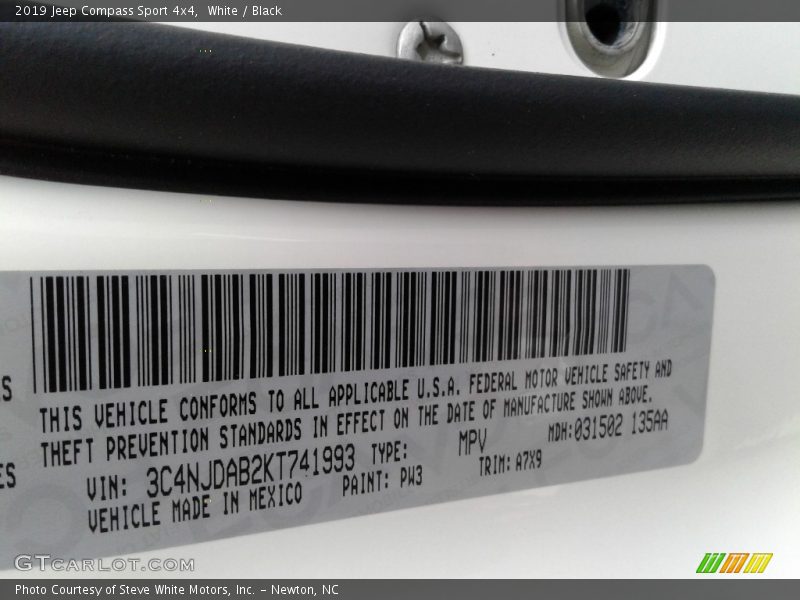 2019 Jeep Compass Sport 4x4, White / Black
THIS VEHICLE CONFORMS TO ALL APPLICABLE U.S.A. FEDERAL MOTOR VEHICLE SAFETY AND
THEFT PREVENTION STANDARDS IN EFFECT ON THE DATE OF MANUFACTURE SHOWN ABOVE.
VIN: 3C4NJDAB2KT741993 TYPE: MPV MDH:031502 135AA
VEHICLE MADE IN MEXICO PAINT: PW3 TRIM: A7X9
GTCARLOT.COM
Photo Courtesy of Steve White Motors, Inc. – Newton, NC